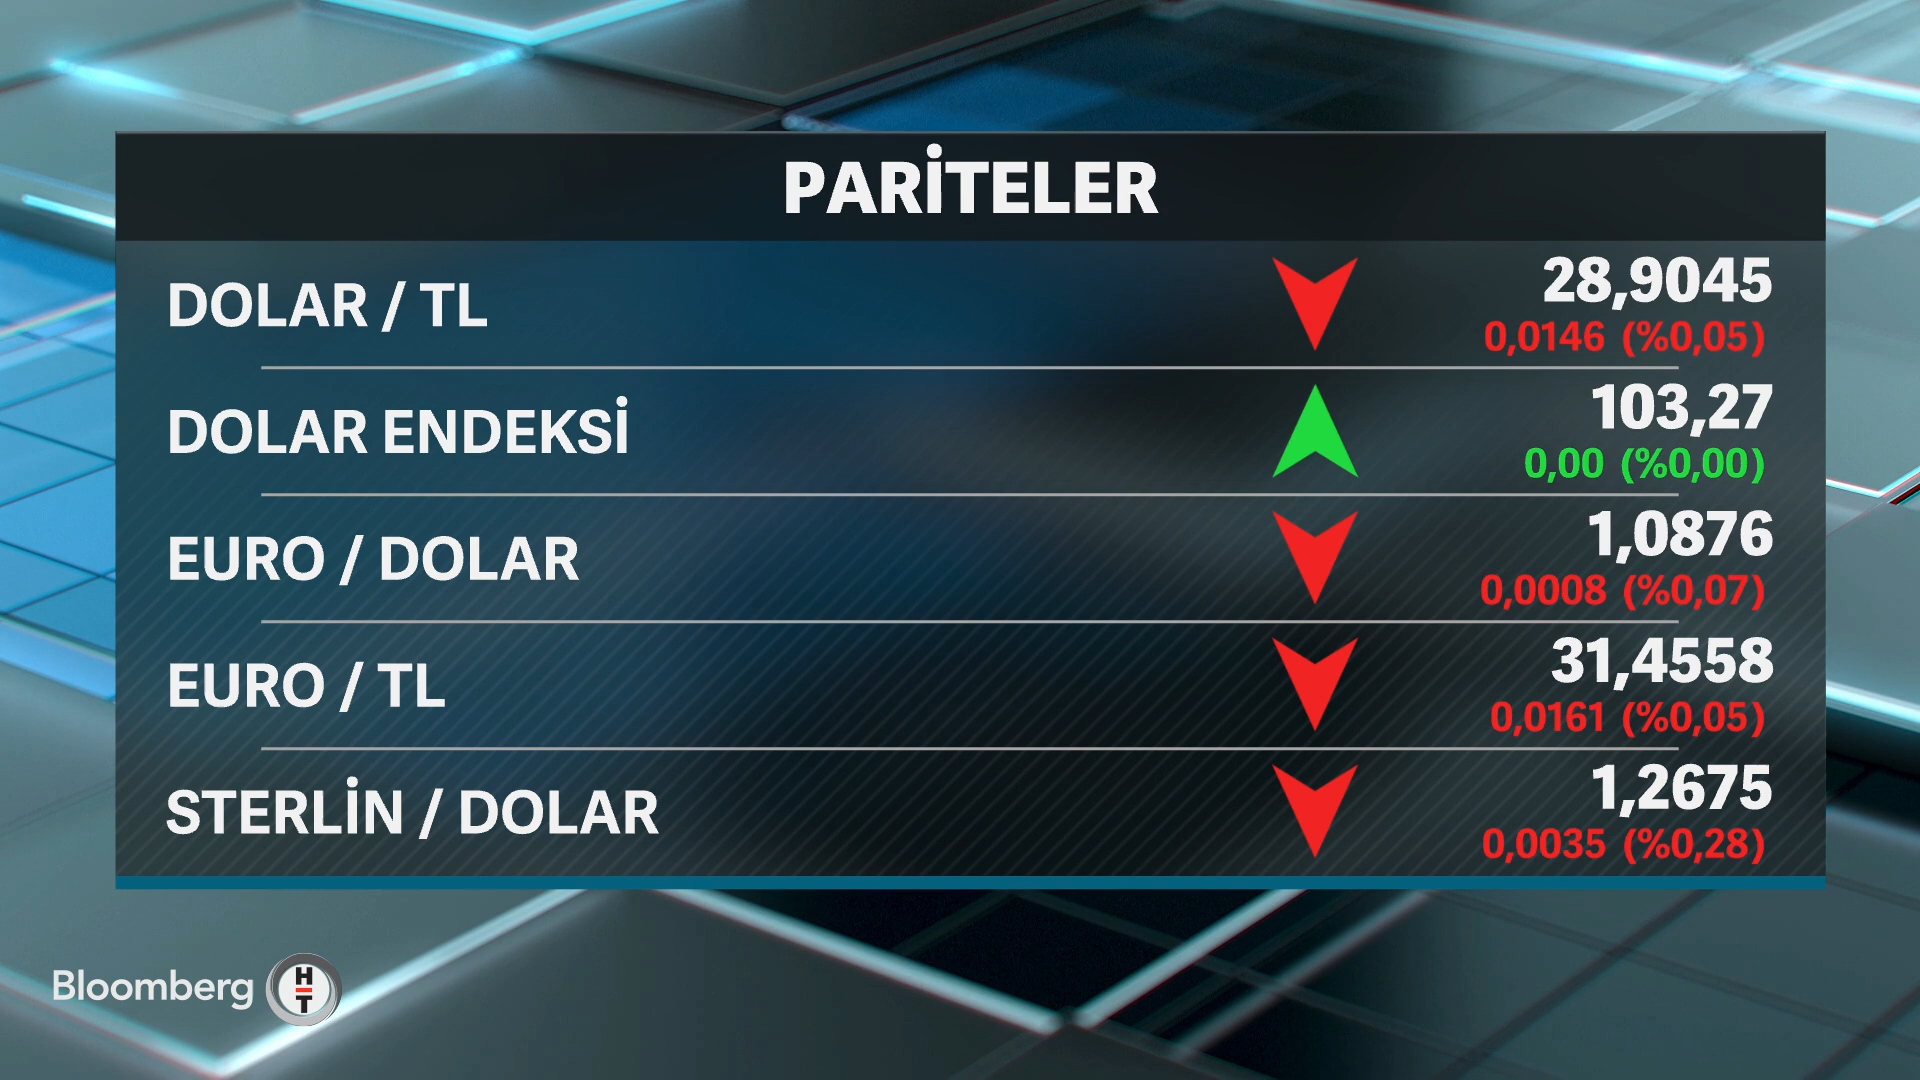 PARİTELER
DOLAR / TL
28,9045
0,0146 (%0,05)
DOLAR ENDEKSİ
103,27
0,00 (%0,00)
EURO / DOLAR
1,0876
0,0008 (%0,07)
EURO / TL
31,4558
0,0161 (%0,05)
STERLİN / DOLAR
1,2675
0,0035 (%0,28)
Bloomberg HT